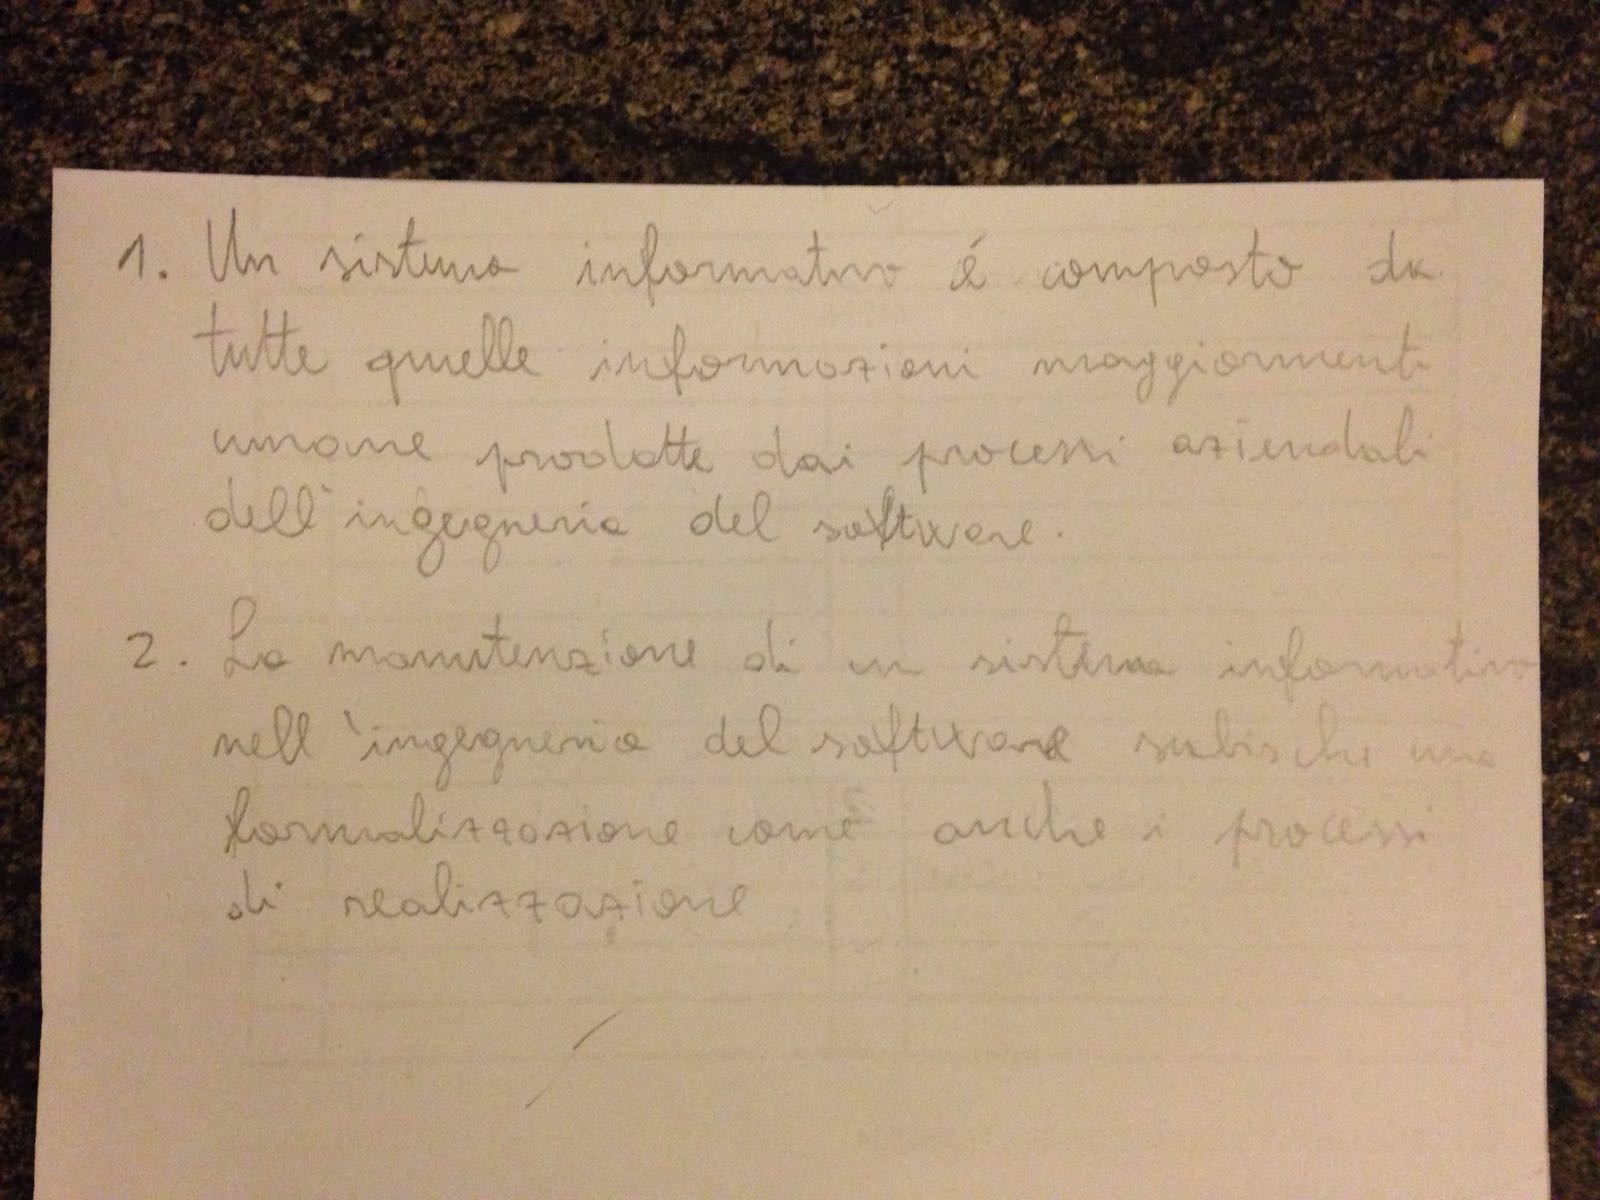 1. Un sistema informativo é composto da
tutte quelle informazioni maggiormente
umane prodotte dai processi aziendali
dell'ingegneria del software.
2. La manutenzione di un sistema informativo
nell'ingegneria del software subische una
formalizzazione come anche i processi
di realizzazione